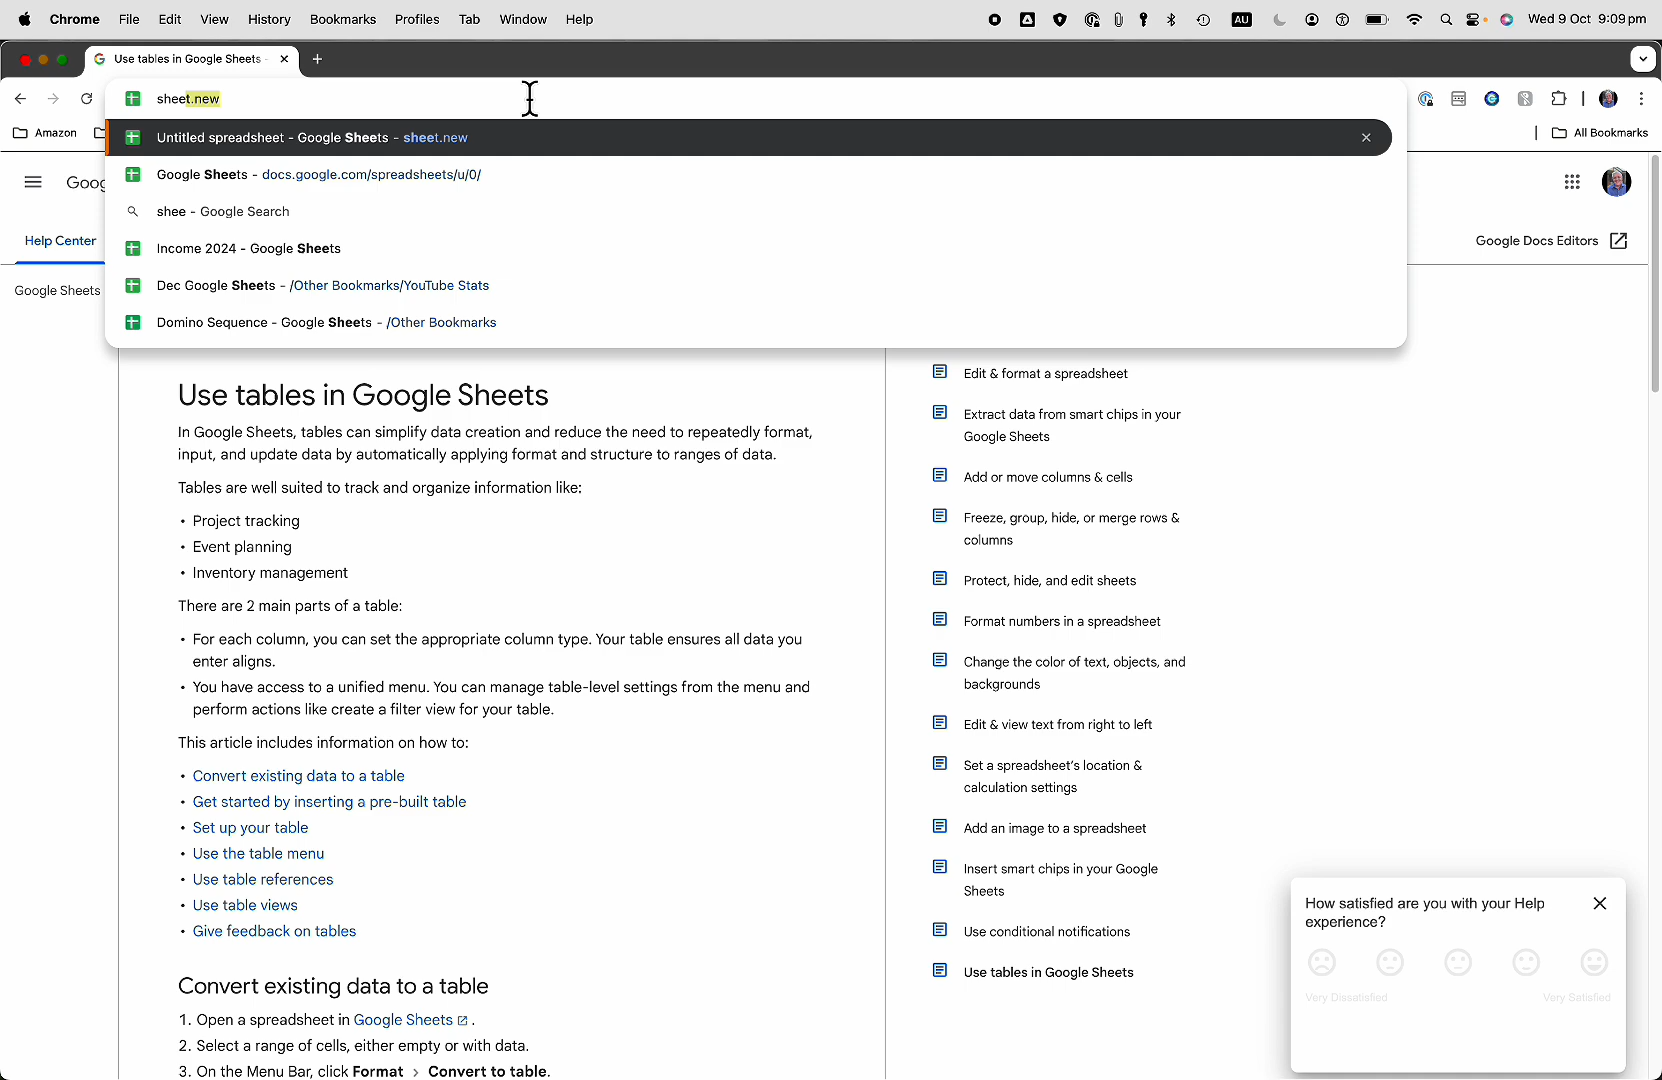 Chrome File Edit View History Bookmarks Profiles Tab Window Help AU Wed 9 Oct 9:09 pm
Use tables in Google Sheets -
sheet.new
Amazon All Bookmarks
Untitled spreadsheet - Google Sheets - sheet.new
Google Sheets - docs.google.com/spreadsheets/u/0/
shee - Google Search
Income 2024 - Google Sheets
Dec Google Sheets - /Other Bookmarks/YouTube Stats
Domino Sequence - Google Sheets - /Other Bookmarks
Goog
Help Center Google Docs Editors
Google Sheets
Use tables in Google Sheets
In Google Sheets, tables can simplify data creation and reduce the need to repeatedly format,
input, and update data by automatically applying format and structure to ranges of data.
Tables are well suited to track and organize information like:
• Project tracking
• Event planning
• Inventory management
There are 2 main parts of a table:
• For each column, you can set the appropriate column type. Your table ensures all data you
enter aligns.
• You have access to a unified menu. You can manage table-level settings from the menu and
perform actions like create a filter view for your table.
This article includes information on how to:
• Convert existing data to a table
• Get started by inserting a pre-built table
• Set up your table
• Use the table menu
• Use table references
• Use table views
• Give feedback on tables
Convert existing data to a table
1. Open a spreadsheet in Google Sheets .
2. Select a range of cells, either empty or with data.
3. On the Menu Bar, click Format > Convert to table.
Edit & format a spreadsheet
Extract data from smart chips in your
Google Sheets
Add or move columns & cells
Freeze, group, hide, or merge rows &
columns
Protect, hide, and edit sheets
Format numbers in a spreadsheet
Change the color of text, objects, and
backgrounds
Edit & view text from right to left
Set a spreadsheet's location &
calculation settings
Add an image to a spreadsheet
Insert smart chips in your Google
Sheets
Use conditional notifications
Use tables in Google Sheets
How satisfied are you with your Help
experience?
Very Dissatisfied Very Satisfied